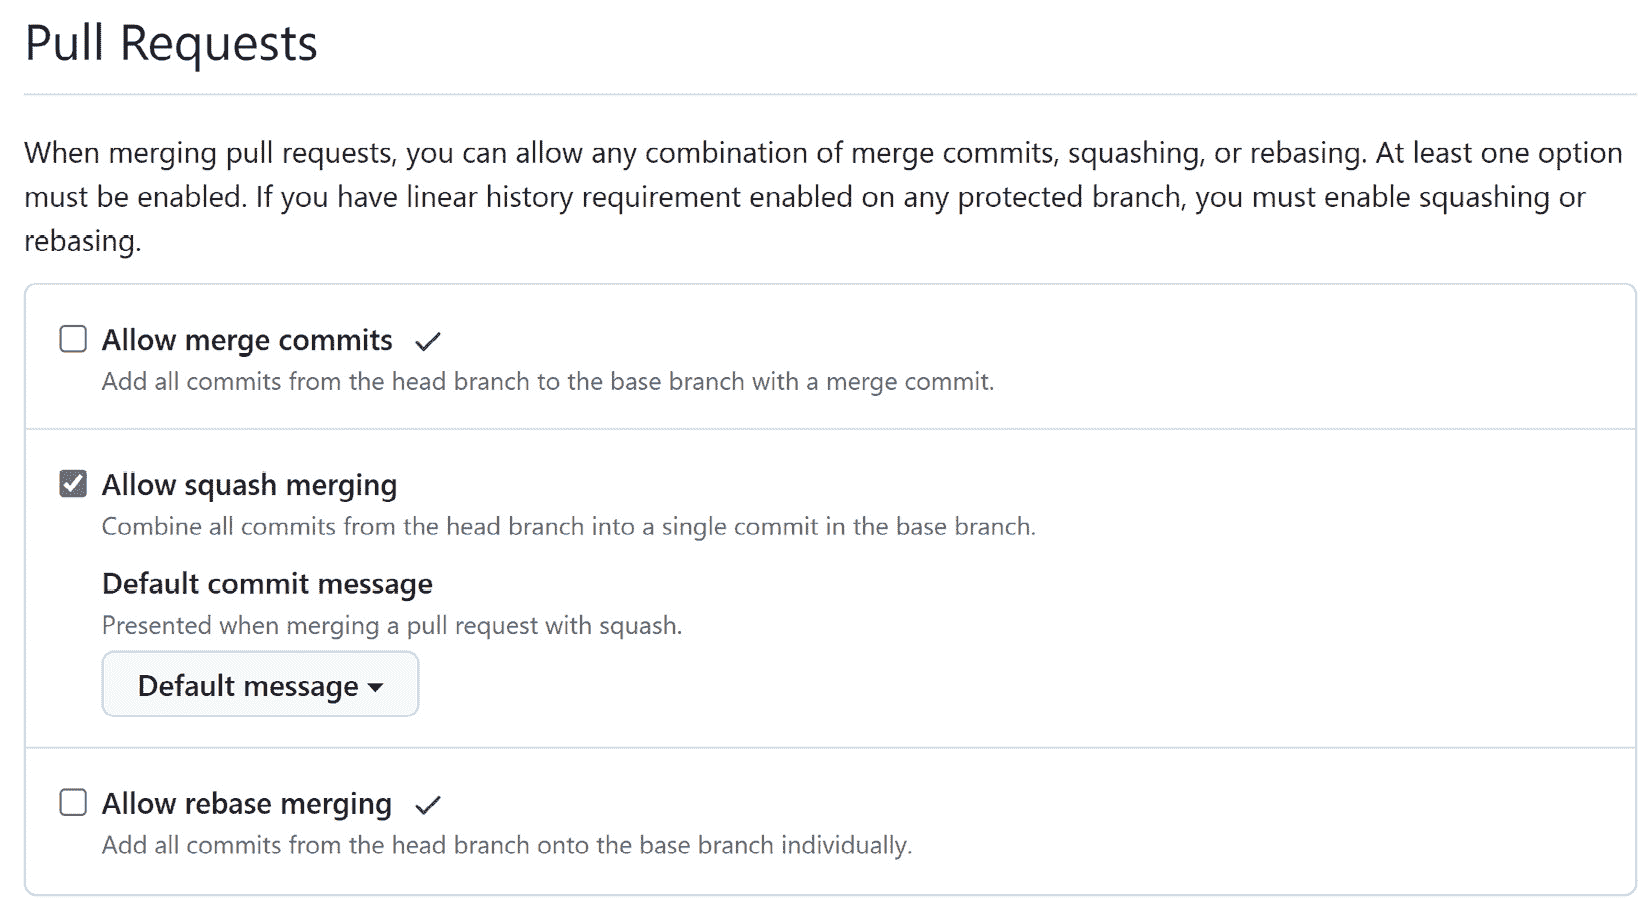 Pull Requests
When merging pull requests, you can allow any combination of merge commits, squashing, or rebasing. At least one option
must be enabled. If you have linear history requirement enabled on any protected branch, you must enable squashing or
rebasing.
Allow merge commits
Add all commits from the head branch to the base branch with a merge commit.
Allow squash merging
Combine all commits from the head branch into a single commit in the base branch.
Default commit message
Presented when merging a pull request with squash.
Default message
Allow rebase merging
Add all commits from the head branch onto the base branch individually.